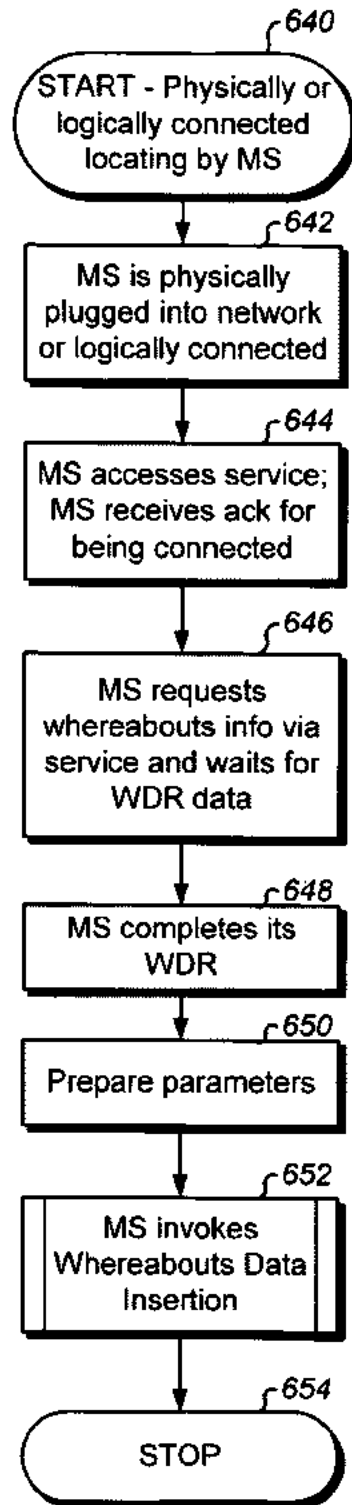 640
START - Physically or
logically connected
locating by MS
642
MS is physically
plugged into network
or logically connected
644
MS accesses service;
MS receives ack for
being connected
646
MS requests
whereabouts info via
service and waits for
WDR data
648
MS completes its
WDR
650
Prepare parameters
652
MS invokes
Whereabouts Data
Insertion
654
STOP